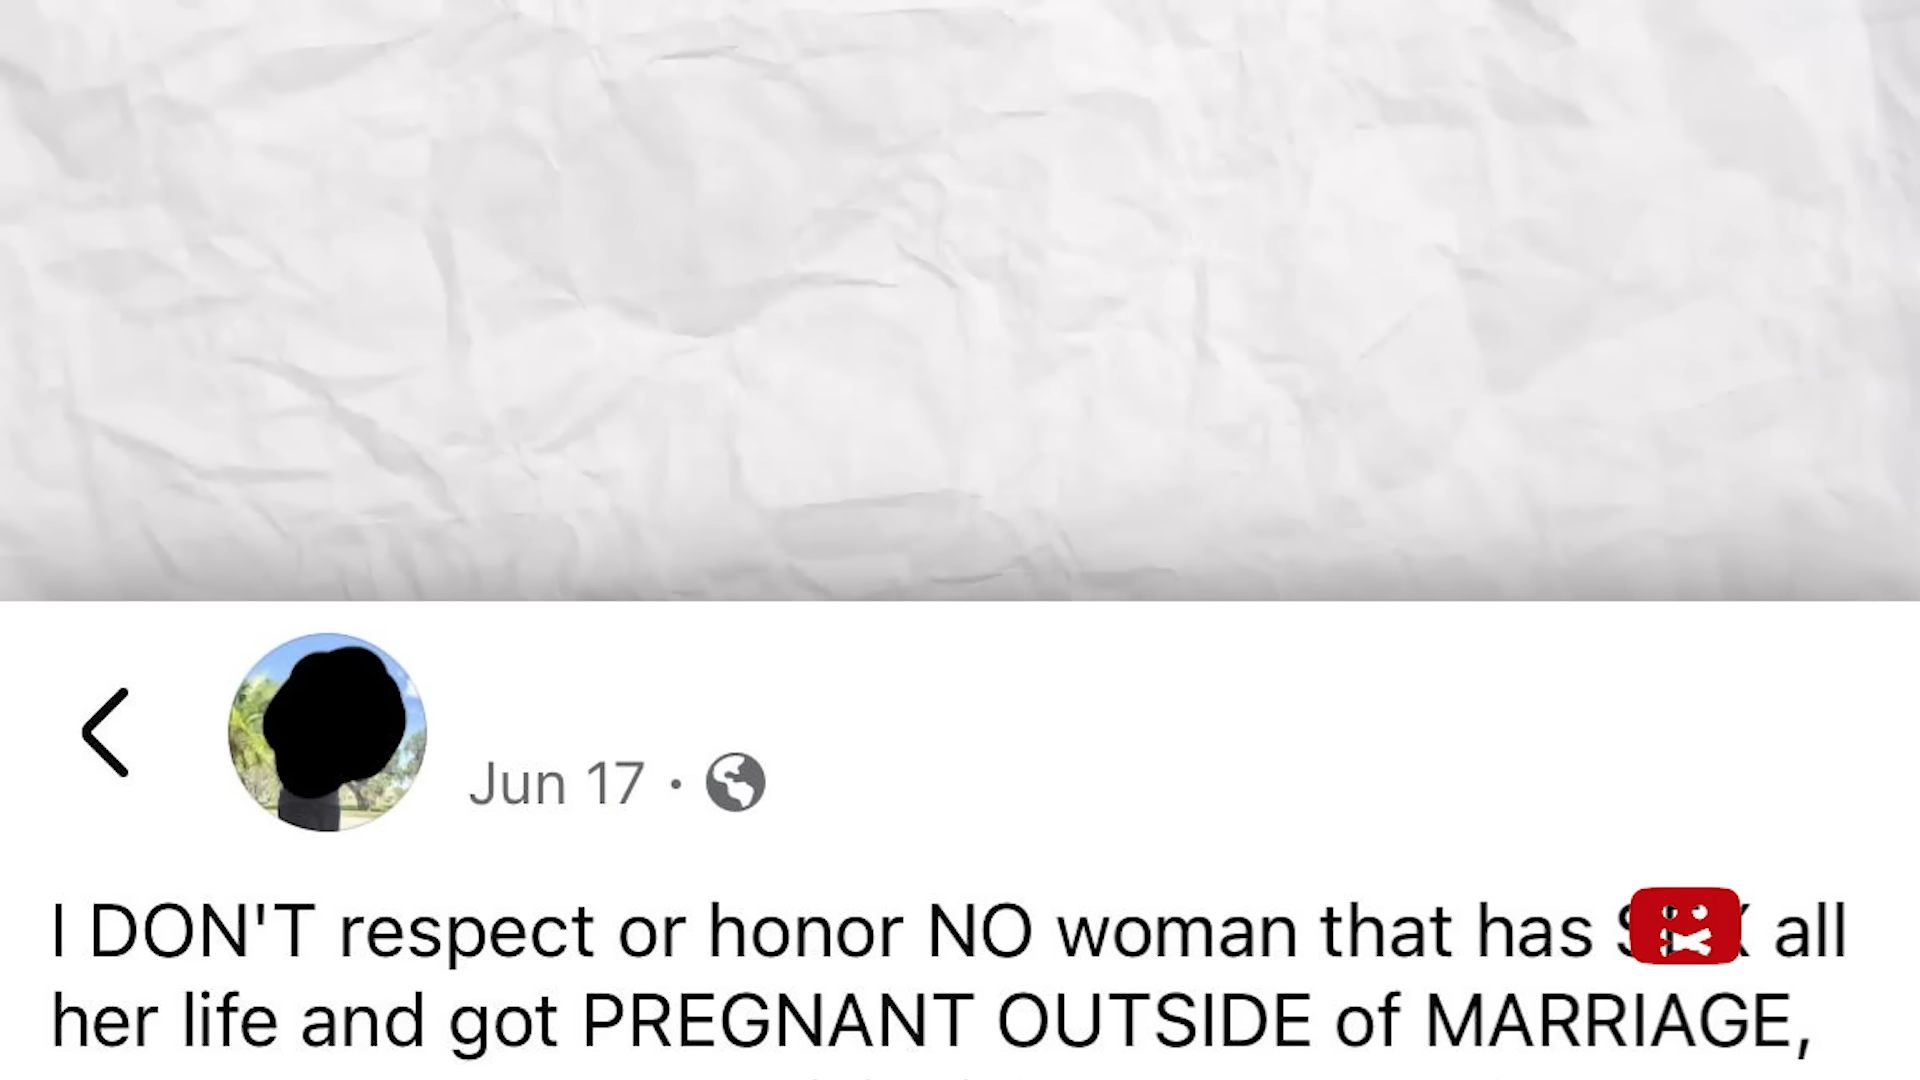 Jun 17 ·
I DON'T respect or honor NO woman that has all
her life and got PREGNANT OUTSIDE of MARRIAGE,